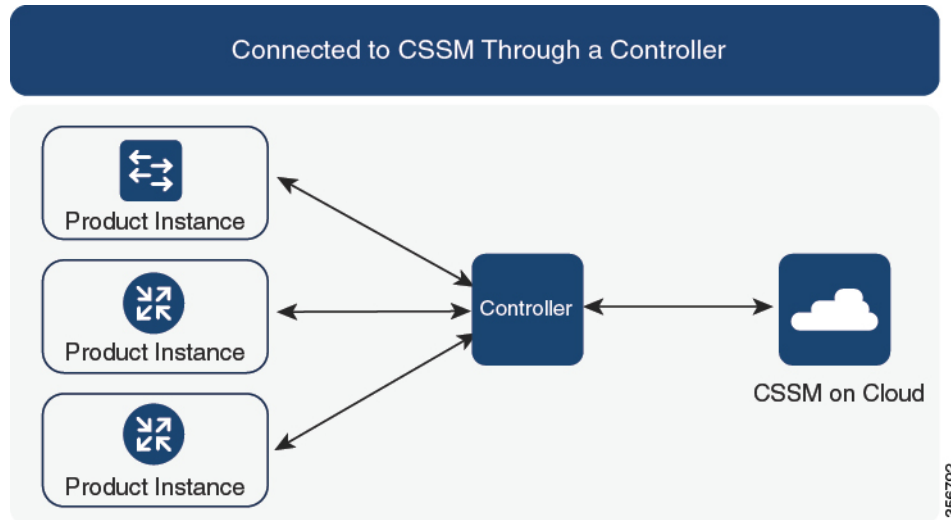 Connected to CSSM Through a Controller
Product Instance
Product Instance
Product Instance
Controller
CSSM on Cloud